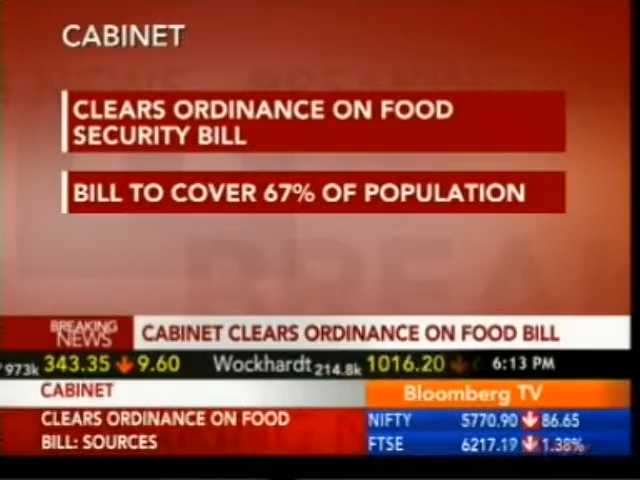 CABINET
CLEARS ORDINANCE ON FOOD
SECURITY BILL
BILL TO COVER 67% OF POPULATION
BREAKING
NEWS
CABINET CLEARS ORDINANCE ON FOOD BILL
973k 343.35 9.60 Wockhardt 214.8k 1016.20 6:13 PM
CABINET
Bloomberg TV
CLEARS ORDINANCE ON FOOD
BILL: SOURCES
NIFTY 5770.90 86.65
FTSE 6217.19 1.38%